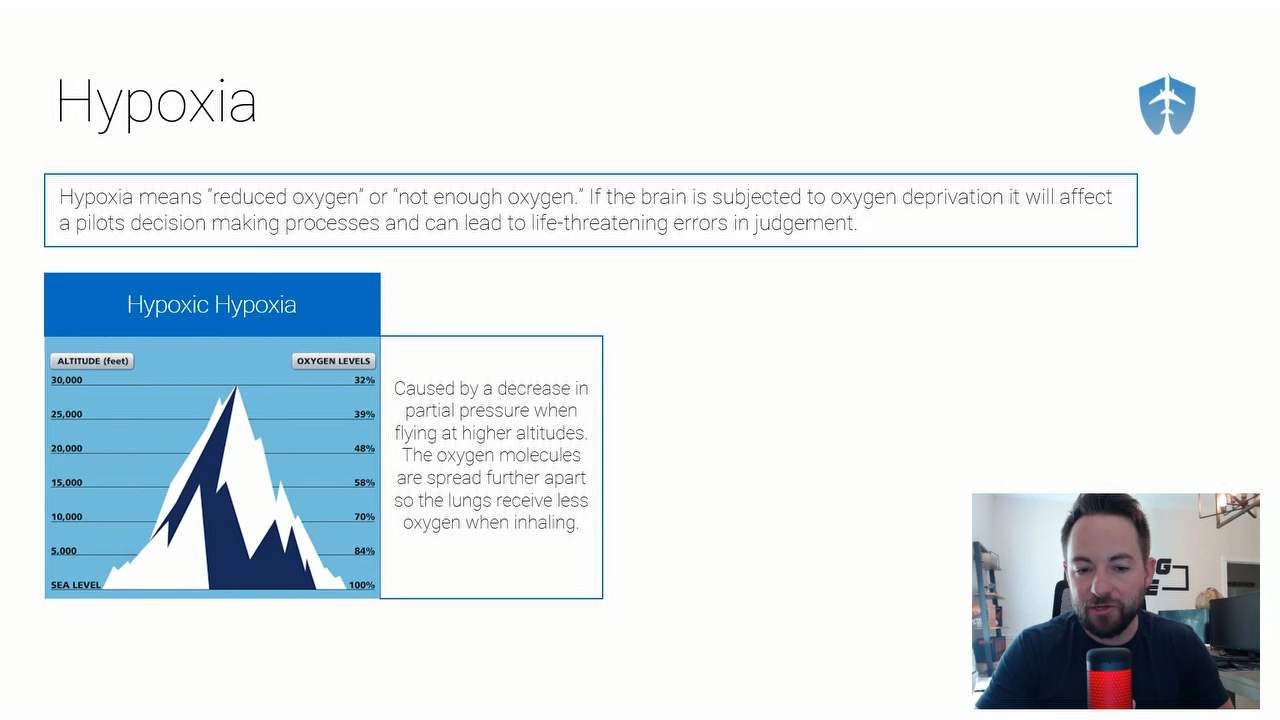 Hypoxia
Hypoxia means “reduced oxygen” or “not enough oxygen.” If the brain is subjected to oxygen deprivation it will affect
a pilots decision making processes and can lead to life-threatening errors in judgement.
Hypoxic Hypoxia
ALTITUDE (feet) OXYGEN LEVELS
30,000 32%
25,000 39%
20,000 48%
15,000 58%
10,000 70%
5,000 84%
SEA LEVEL 100%
Caused by a decrease in
partial pressure when
flying at higher altitudes.
The oxygen molecules
are spread further apart
so the lungs receive less
oxygen when inhaling.